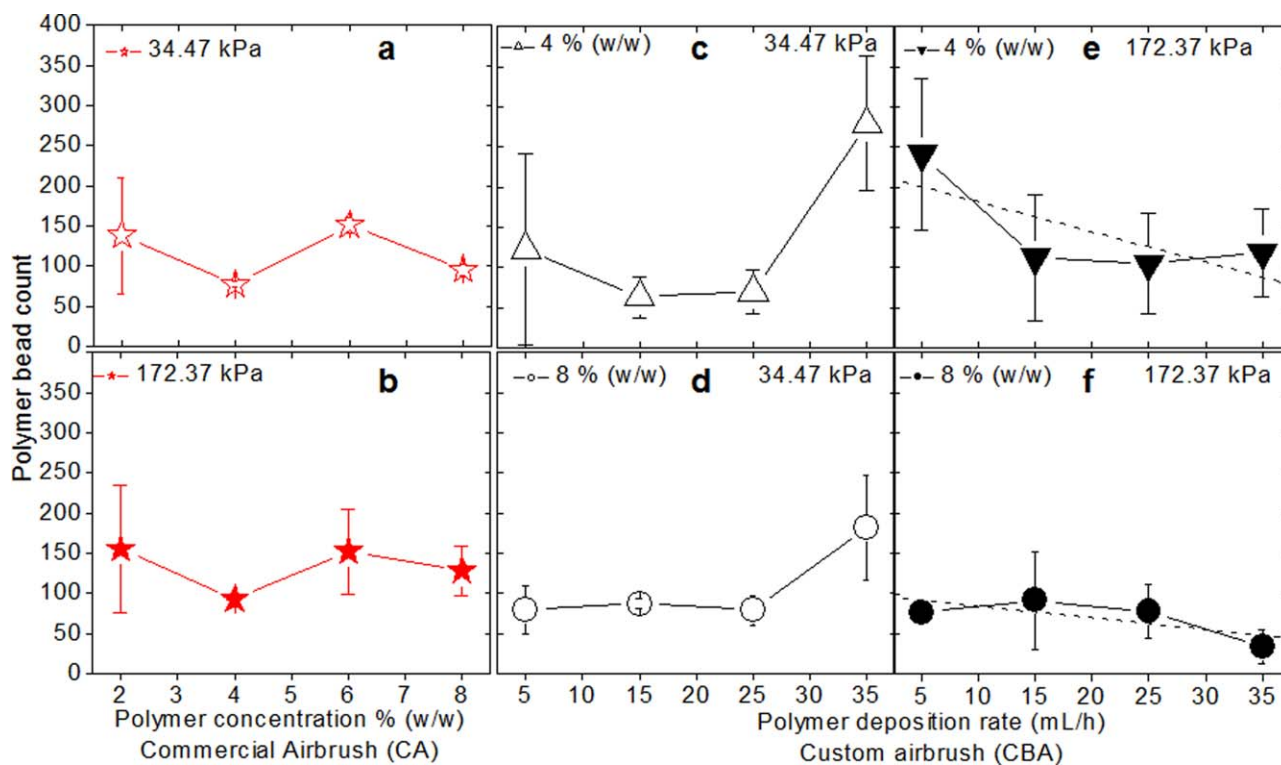 Polymer bead count
400
350
300
250
200
150
100
50
0
34.47 kPa
a
4 % (w/w)
c
34.47 kPa
4 % (w/w)
e
172.37 kPa
350
300
250
200
150
100
50
0
172.37 kPa
b
8 % (w/w)
d
34.47 kPa
8 % (w/w)
f
172.37 kPa
2 3 4 5 6 7 8
5 10 15 20 25 30 35
5 10 15 20 25 30 35
Polymer concentration % (w/w)
Polymer deposition rate (mL/h)
Commercial Airbrush (CA)
Custom airbrush (CBA)